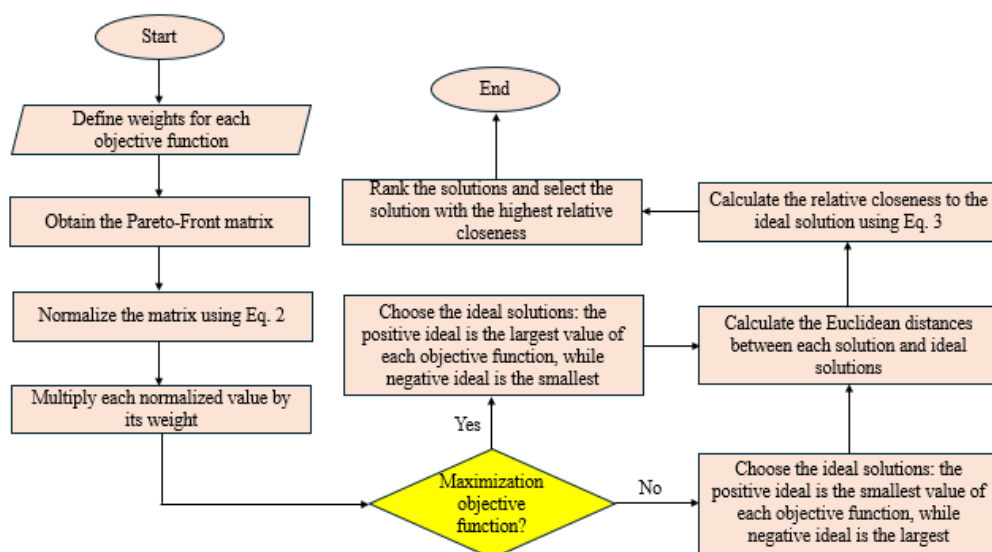 Start
Define weights for each
objective function
Obtain the Pareto-Front matrix
Normalize the matrix using Eq. 2
Multiply each normalized value by
its weight
Maximization
objective
function?
Yes
No
Choose the ideal solutions: the
positive ideal is the largest value of
each objective function, while
negative ideal is the smallest
Choose the ideal solutions: the
positive ideal is the smallest value of
each objective function, while
negative ideal is the largest
Calculate the Euclidean distances
between each solution and ideal
solutions
Calculate the relative closeness to the
ideal solution using Eq. 3
Rank the solutions and select the
solution with the highest relative
closeness
End